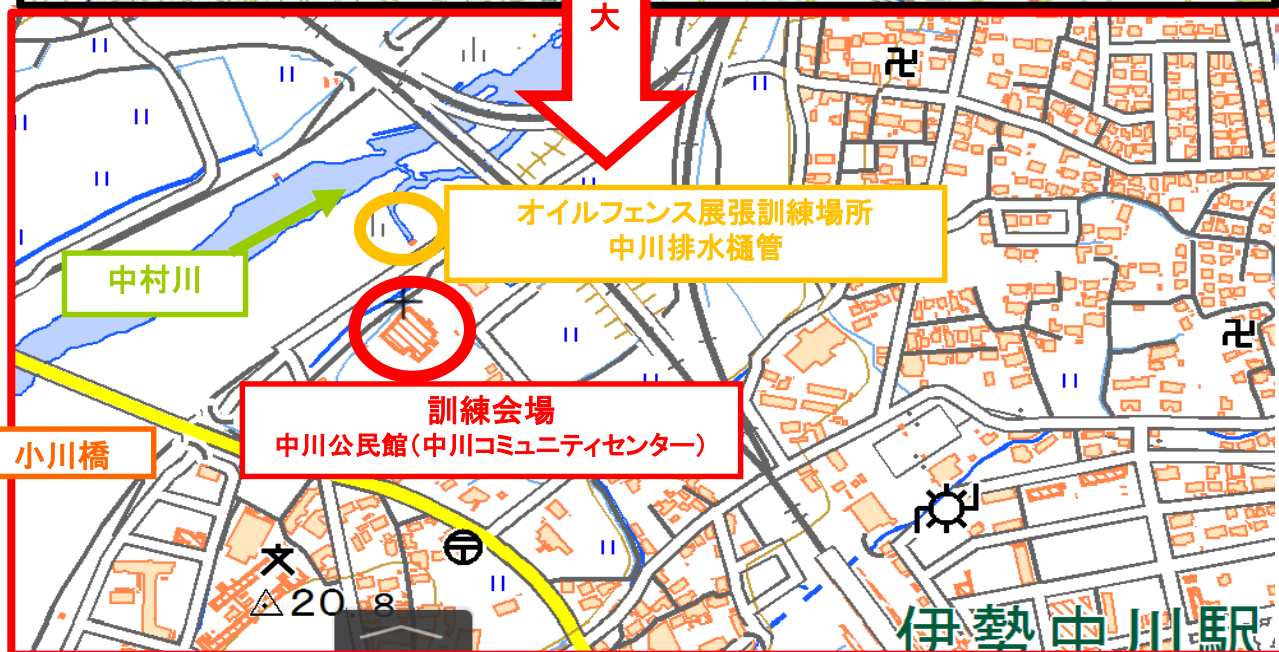 大
オイルフェンス展張訓練場所
中川排水樋管
中村川
訓練会場
中川公民館(中川コミュニティセンター)
小川橋
20.8
伊勢中川駅